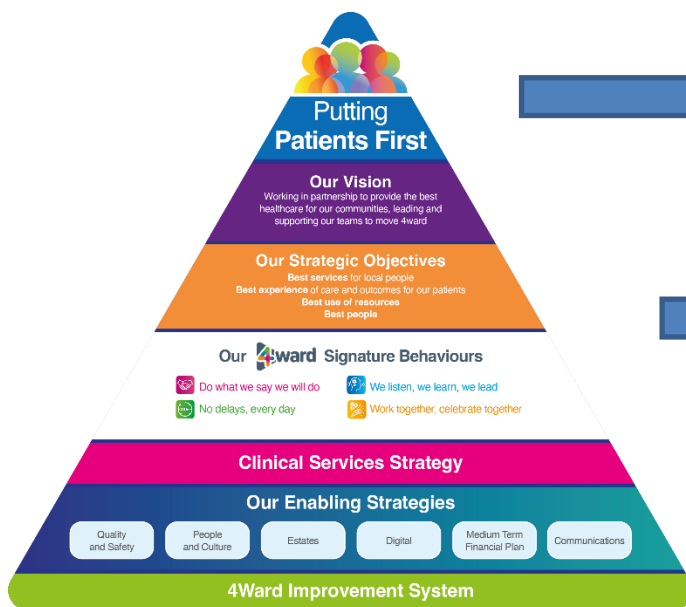 Putting
Patients First
Our Vision
Working in partnership to provide the best
healthcare for our communities, leading and
supporting our teams to move 4ward
Our Strategic Objectives
Best services for local people
Best experience of care and outcomes for our patients
Best use of resources
Best people
Our 4ward Signature Behaviours
Do what we say we will do
We listen, we learn, we lead
No delays, every day
Work together, celebrate together
Clinical Services Strategy
Our Enabling Strategies
Quality
and Safety
People
and Culture
Estates
Digital
Medium Term
Financial Plan
Communications
4Ward Improvement System